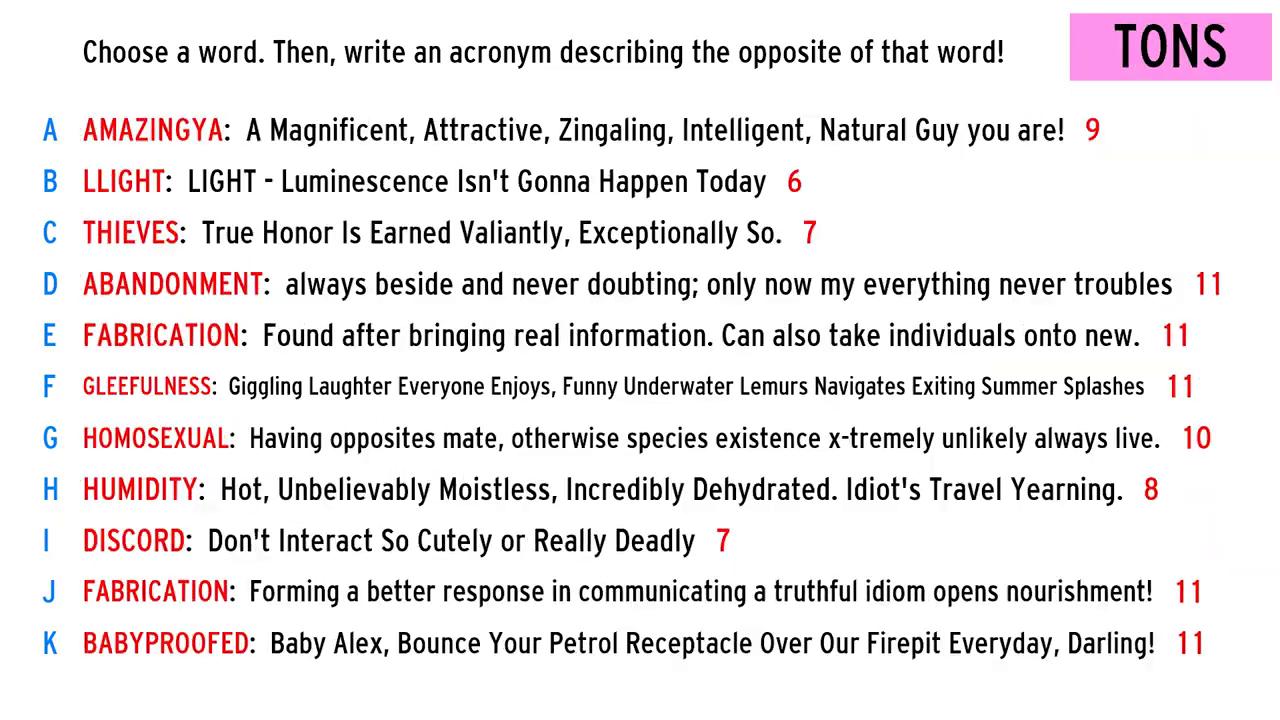 Choose a word. Then, write an acronym describing the opposite of that word!
TONS
A AMAZINGYA: A Magnificent, Attractive, Zingaling, Intelligent, Natural Guy you are! 9
B LLIGHT: LIGHT - Luminescence Isn't Gonna Happen Today 6
C THIEVES: True Honor Is Earned Valiantly, Exceptionally So. 7
D ABANDONMENT: always beside and never doubting; only now my everything never troubles 11
E FABRICATION: Found after bringing real information. Can also take individuals onto new. 11
F GLEEFULNESS: Giggling Laughter Everyone Enjoys, Funny Underwater Lemurs Navigates Exiting Summer Splashes 11
G HOMOSEXUAL: Having opposites mate, otherwise species existence x-tremely unlikely always live. 10
H HUMIDITY: Hot, Unbelievably Moistless, Incredibly Dehydrated. Idiot's Travel Yearning. 8
I DISCORD: Don't Interact So Cutely or Really Deadly 7
J FABRICATION: Forming a better response in communicating a truthful idiom opens nourishment! 11
K BABYPROOFED: Baby Alex, Bounce Your Petrol Receptacle Over Our Firepit Everyday, Darling! 11